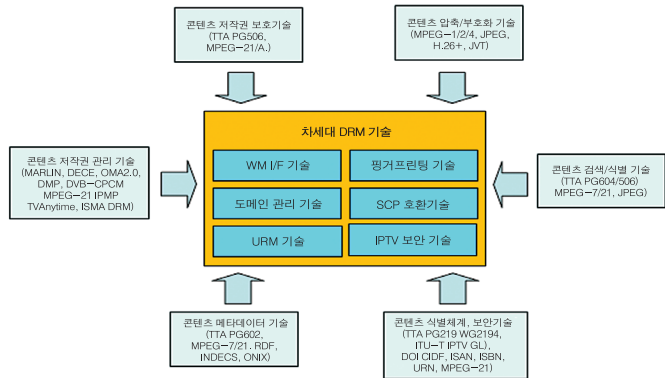 콘텐츠 저작권 보호기술
(TTA PG506,
MPEG-21/A.)
콘텐츠 압축/부호화 기술
(MPEG-1/2/4, JPEG,
H.26+, JVT)
차세대 DRM 기술
WM I/F 기술
핑거프린팅 기술
도메인 관리 기술
SCP 호환기술
URM 기술
IPTV 보안 기술
콘텐츠 저작권 관리 기술
(MARLIN, DECE, OMA2.0,
DMP, DVB-CPCM
MPEG-21 IPMP
TVAnytime, ISMA DRM)
콘텐츠 검색/식별 기술
(TTA PG604/506)
MPEG-7/21, JPEG)
콘텐츠 메타데이터 기술
(TTA PG602,
MPEG-7/21. RDF,
INDECS, ONIX)
콘텐츠 식별체계, 보안기술
(TTA PG219 WG2194,
ITU-T IPTV GL),
DOI CIDF, ISAN, ISBN,
URN, MPEG-21)